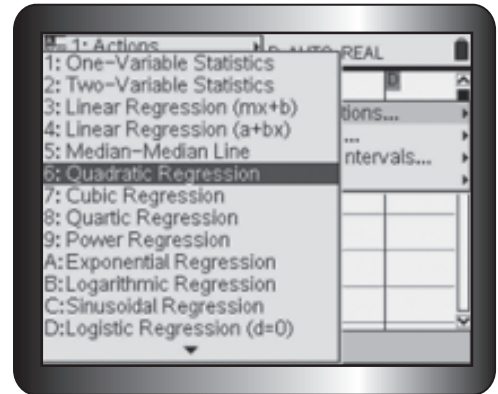 1: Actions
D AUTO REAL
1: One-Variable Statistics
2: Two-Variable Statistics
3: Linear Regression (mx+b)
4: Linear Regression (a+bx)
5: Median-Median Line
6: Quadratic Regression
7: Cubic Regression
8: Quartic Regression
9: Power Regression
A:Exponential Regression
B:Logarithmic Regression
C:Sinusoidal Regression
D:Logistic Regression (d=0)
D
tions...
...
ntervals...